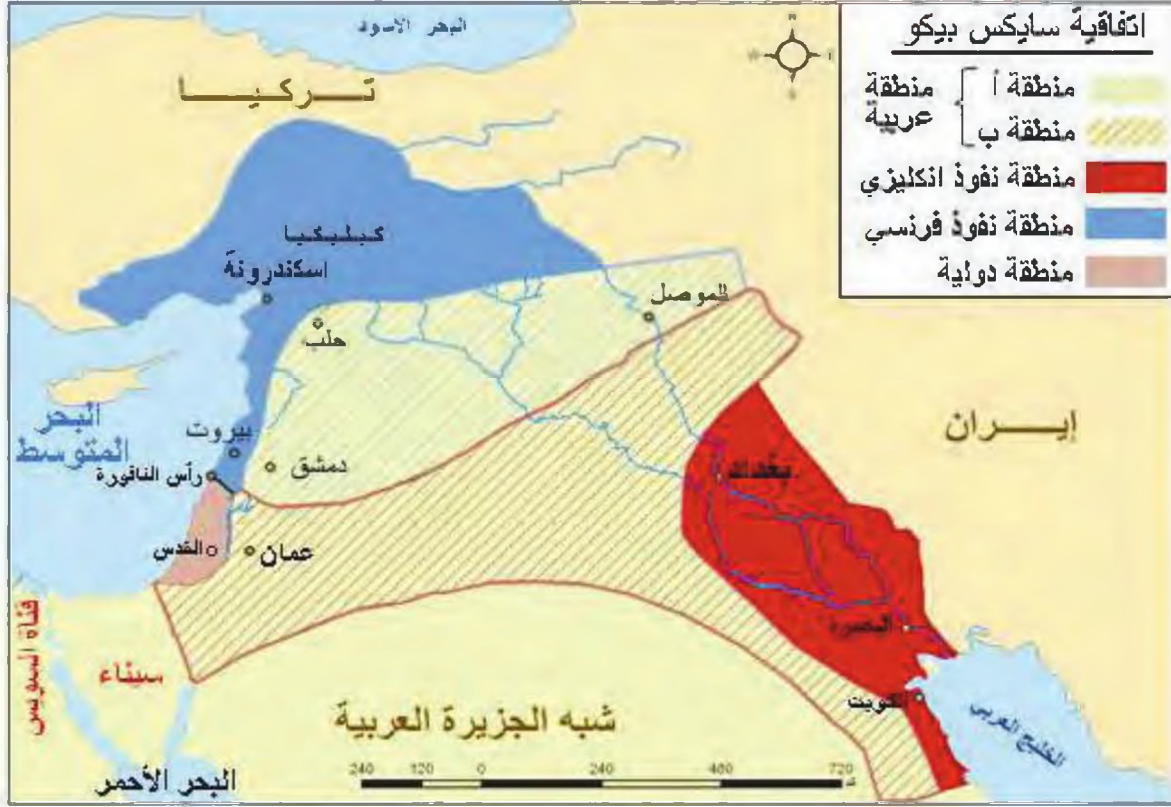 اتفاقية سايكس بيكو
منطقة أ
منطقة ب
منطقة
عربية
منطقة نفوذ انكليزي
منطقة نفوذ فرنسي
منطقة دولية
البحر الاسود
تركيا
كيليكيا
اسكندرونة
الموصل
حلب
إيران
البحر
المتوسط
بيروت
دمشق
رأس الناقورة
بغداد
القدس
عمان
البصرة
قناة السويس
سيناء
الكويت
شبه الجزيرة العربية
الخليج العربي
البحر الأحمر
240 120 0 240 480 720